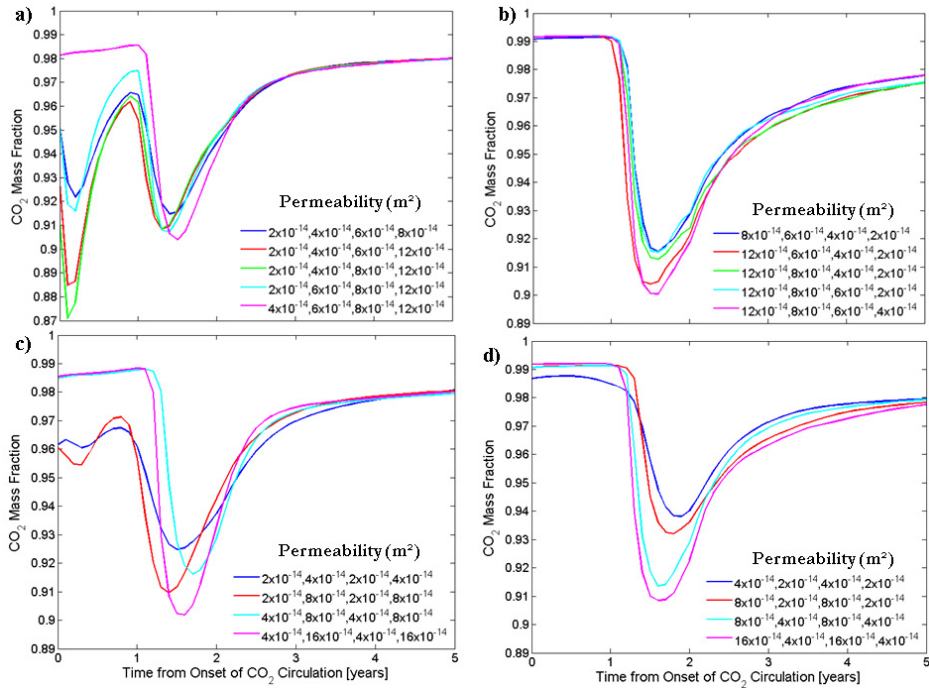 a)
CO₂ Mass Fraction
0.98
0.96
0.95
0.94
0.93
0.92
0.91
0.9
0.89
0.88
0.87
0
1
2
3
4
5
Permeability (m²)
2x10⁻¹⁴,4x10⁻¹⁴,6x10⁻¹⁴,8x10⁻¹⁴
2x10⁻¹⁴,4x10⁻¹⁴,6x10⁻¹⁴,12x10⁻¹⁴
2x10⁻¹⁴,4x10⁻¹⁴,8x10⁻¹⁴,12x10⁻¹⁴
2x10⁻¹⁴,6x10⁻¹⁴,8x10⁻¹⁴,12x10⁻¹⁴
4x10⁻¹⁴,6x10⁻¹⁴,8x10⁻¹⁴,12x10⁻¹⁴
b)
CO₂ Mass Fraction
0.99
0.98
0.97
0.96
0.95
0.94
0.93
0.92
0.91
0.9
0.89
0
1
2
3
4
5
Permeability (m²)
8x10⁻¹⁴,6x10⁻¹⁴,4x10⁻¹⁴,2x10⁻¹⁴
12x10⁻¹⁴,6x10⁻¹⁴,4x10⁻¹⁴,2x10⁻¹⁴
12x10⁻¹⁴,8x10⁻¹⁴,4x10⁻¹⁴,2x10⁻¹⁴
12x10⁻¹⁴,8x10⁻¹⁴,6x10⁻¹⁴,2x10⁻¹⁴
12x10⁻¹⁴,8x10⁻¹⁴,6x10⁻¹⁴,4x10⁻¹⁴
c)
CO₂ Mass Fraction
0.99
0.98
0.97
0.96
0.95
0.94
0.93
0.92
0.91
0.9
0.89
0
1
2
3
4
5
Time from Onset of CO₂ Circulation [years]
Permeability (m²)
2x10⁻¹⁴,4x10⁻¹⁴,2x10⁻¹⁴,4x10⁻¹⁴
2x10⁻¹⁴,8x10⁻¹⁴,2x10⁻¹⁴,8x10⁻¹⁴
4x10⁻¹⁴,8x10⁻¹⁴,4x10⁻¹⁴,8x10⁻¹⁴
4x10⁻¹⁴,16x10⁻¹⁴,4x10⁻¹⁴,16x10⁻¹⁴
d)
CO₂ Mass Fraction
0.99
0.98
0.97
0.96
0.95
0.94
0.93
0.92
0.91
0.9
0.89
0
1
2
3
4
5
Time from Onset of CO₂ Circulation [years]
Permeability (m²)
4x10⁻¹⁴,2x10⁻¹⁴,4x10⁻¹⁴,2x10⁻¹⁴
8x10⁻¹⁴,2x10⁻¹⁴,8x10⁻¹⁴,2x10⁻¹⁴
8x10⁻¹⁴,4x10⁻¹⁴,8x10⁻¹⁴,4x10⁻¹⁴
16x10⁻¹⁴,4x10⁻¹⁴,16x10⁻¹⁴,4x10⁻¹⁴